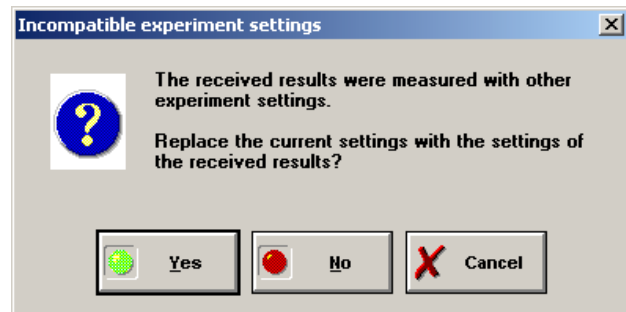 Incompatible experiment settings
The received results were measured with other
experiment settings.
Replace the current settings with the settings of
the received results?
Yes No Cancel